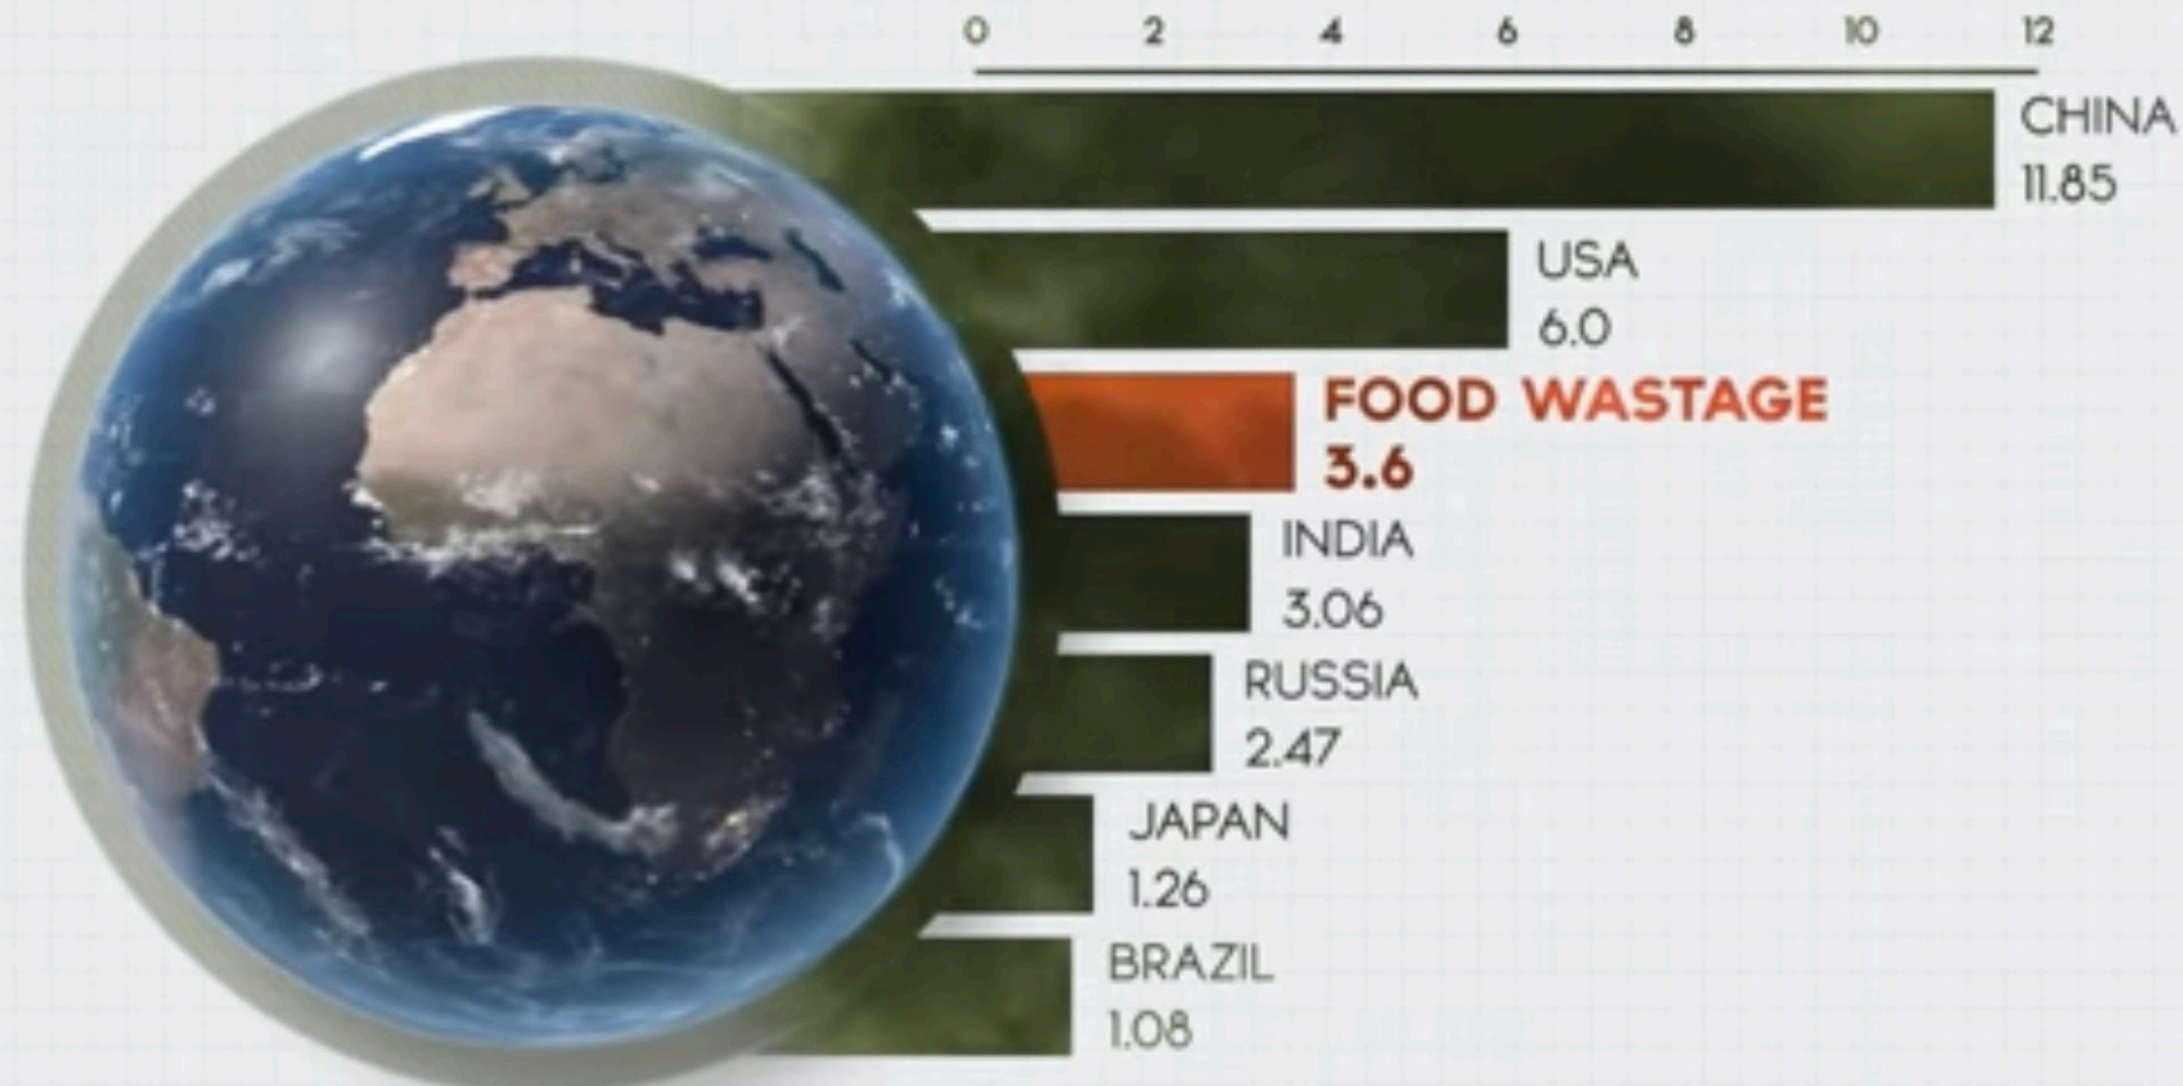 0 2 4 6 8 10 12
CHINA
11.85
USA
6.0
FOOD WASTAGE
3.6
INDIA
3.06
RUSSIA
2.47
JAPAN
1.26
BRAZIL
1.08